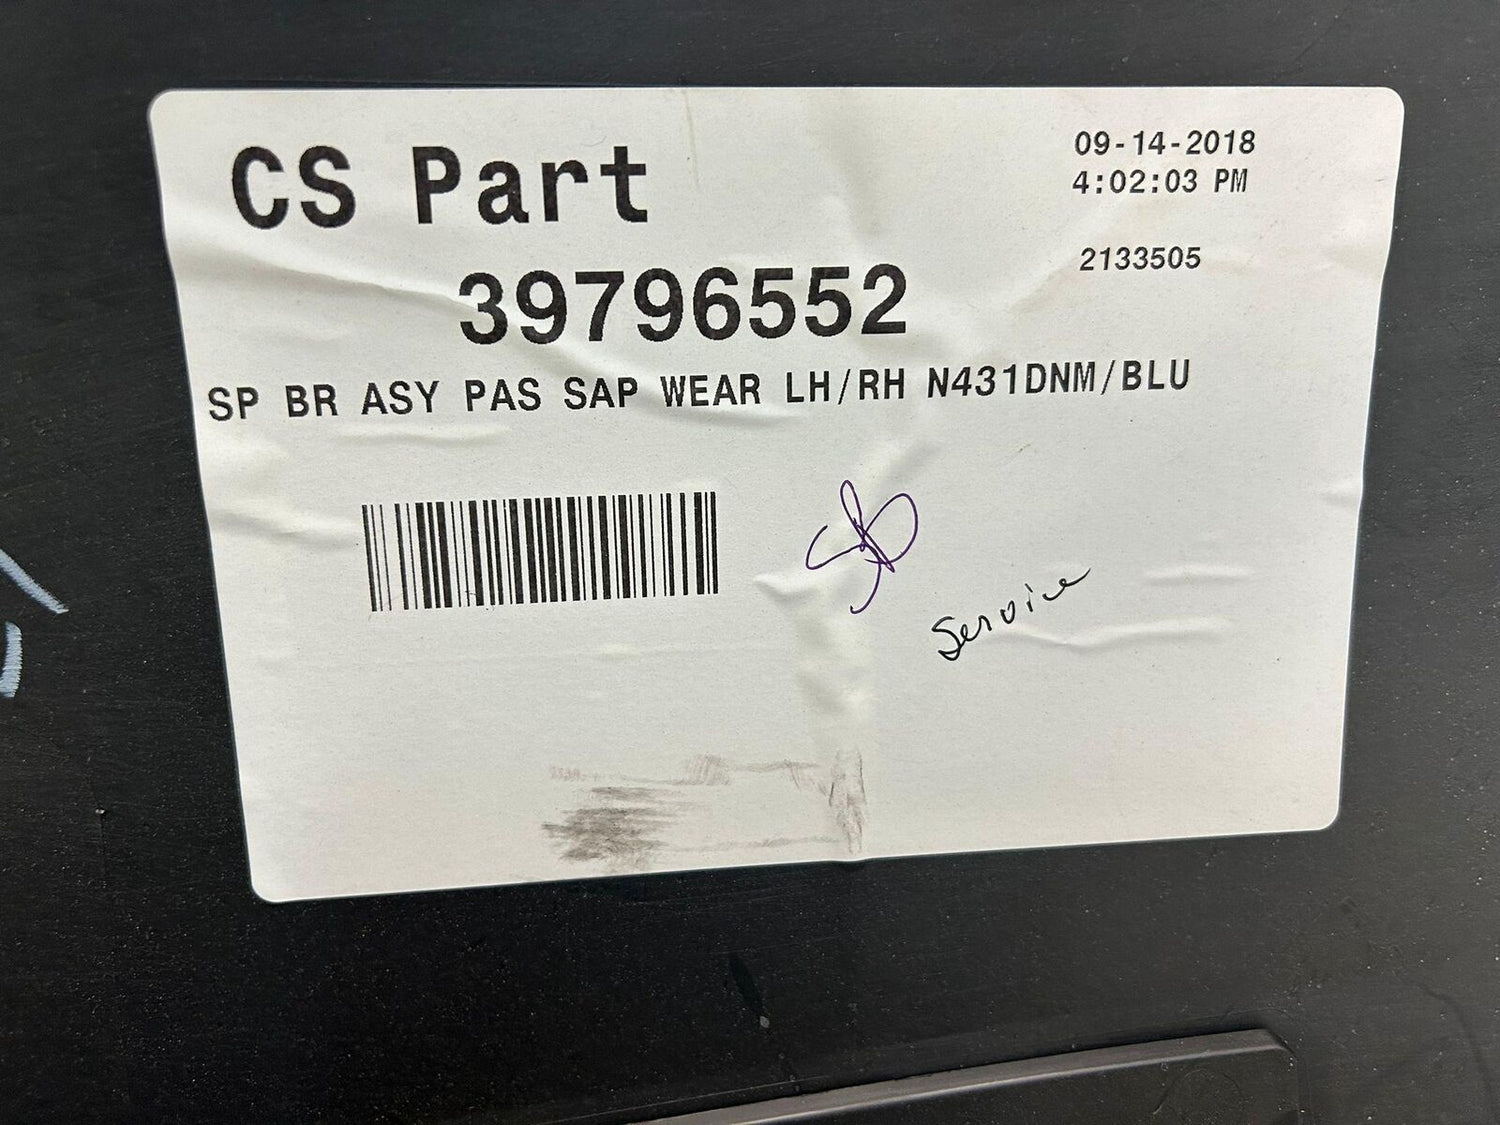 CS Part
09-14-2018
4:02:03 PM
39796552
2133505
SP BR ASY PAS SAP WEAR LH/RH N431DNM/BLU
Service